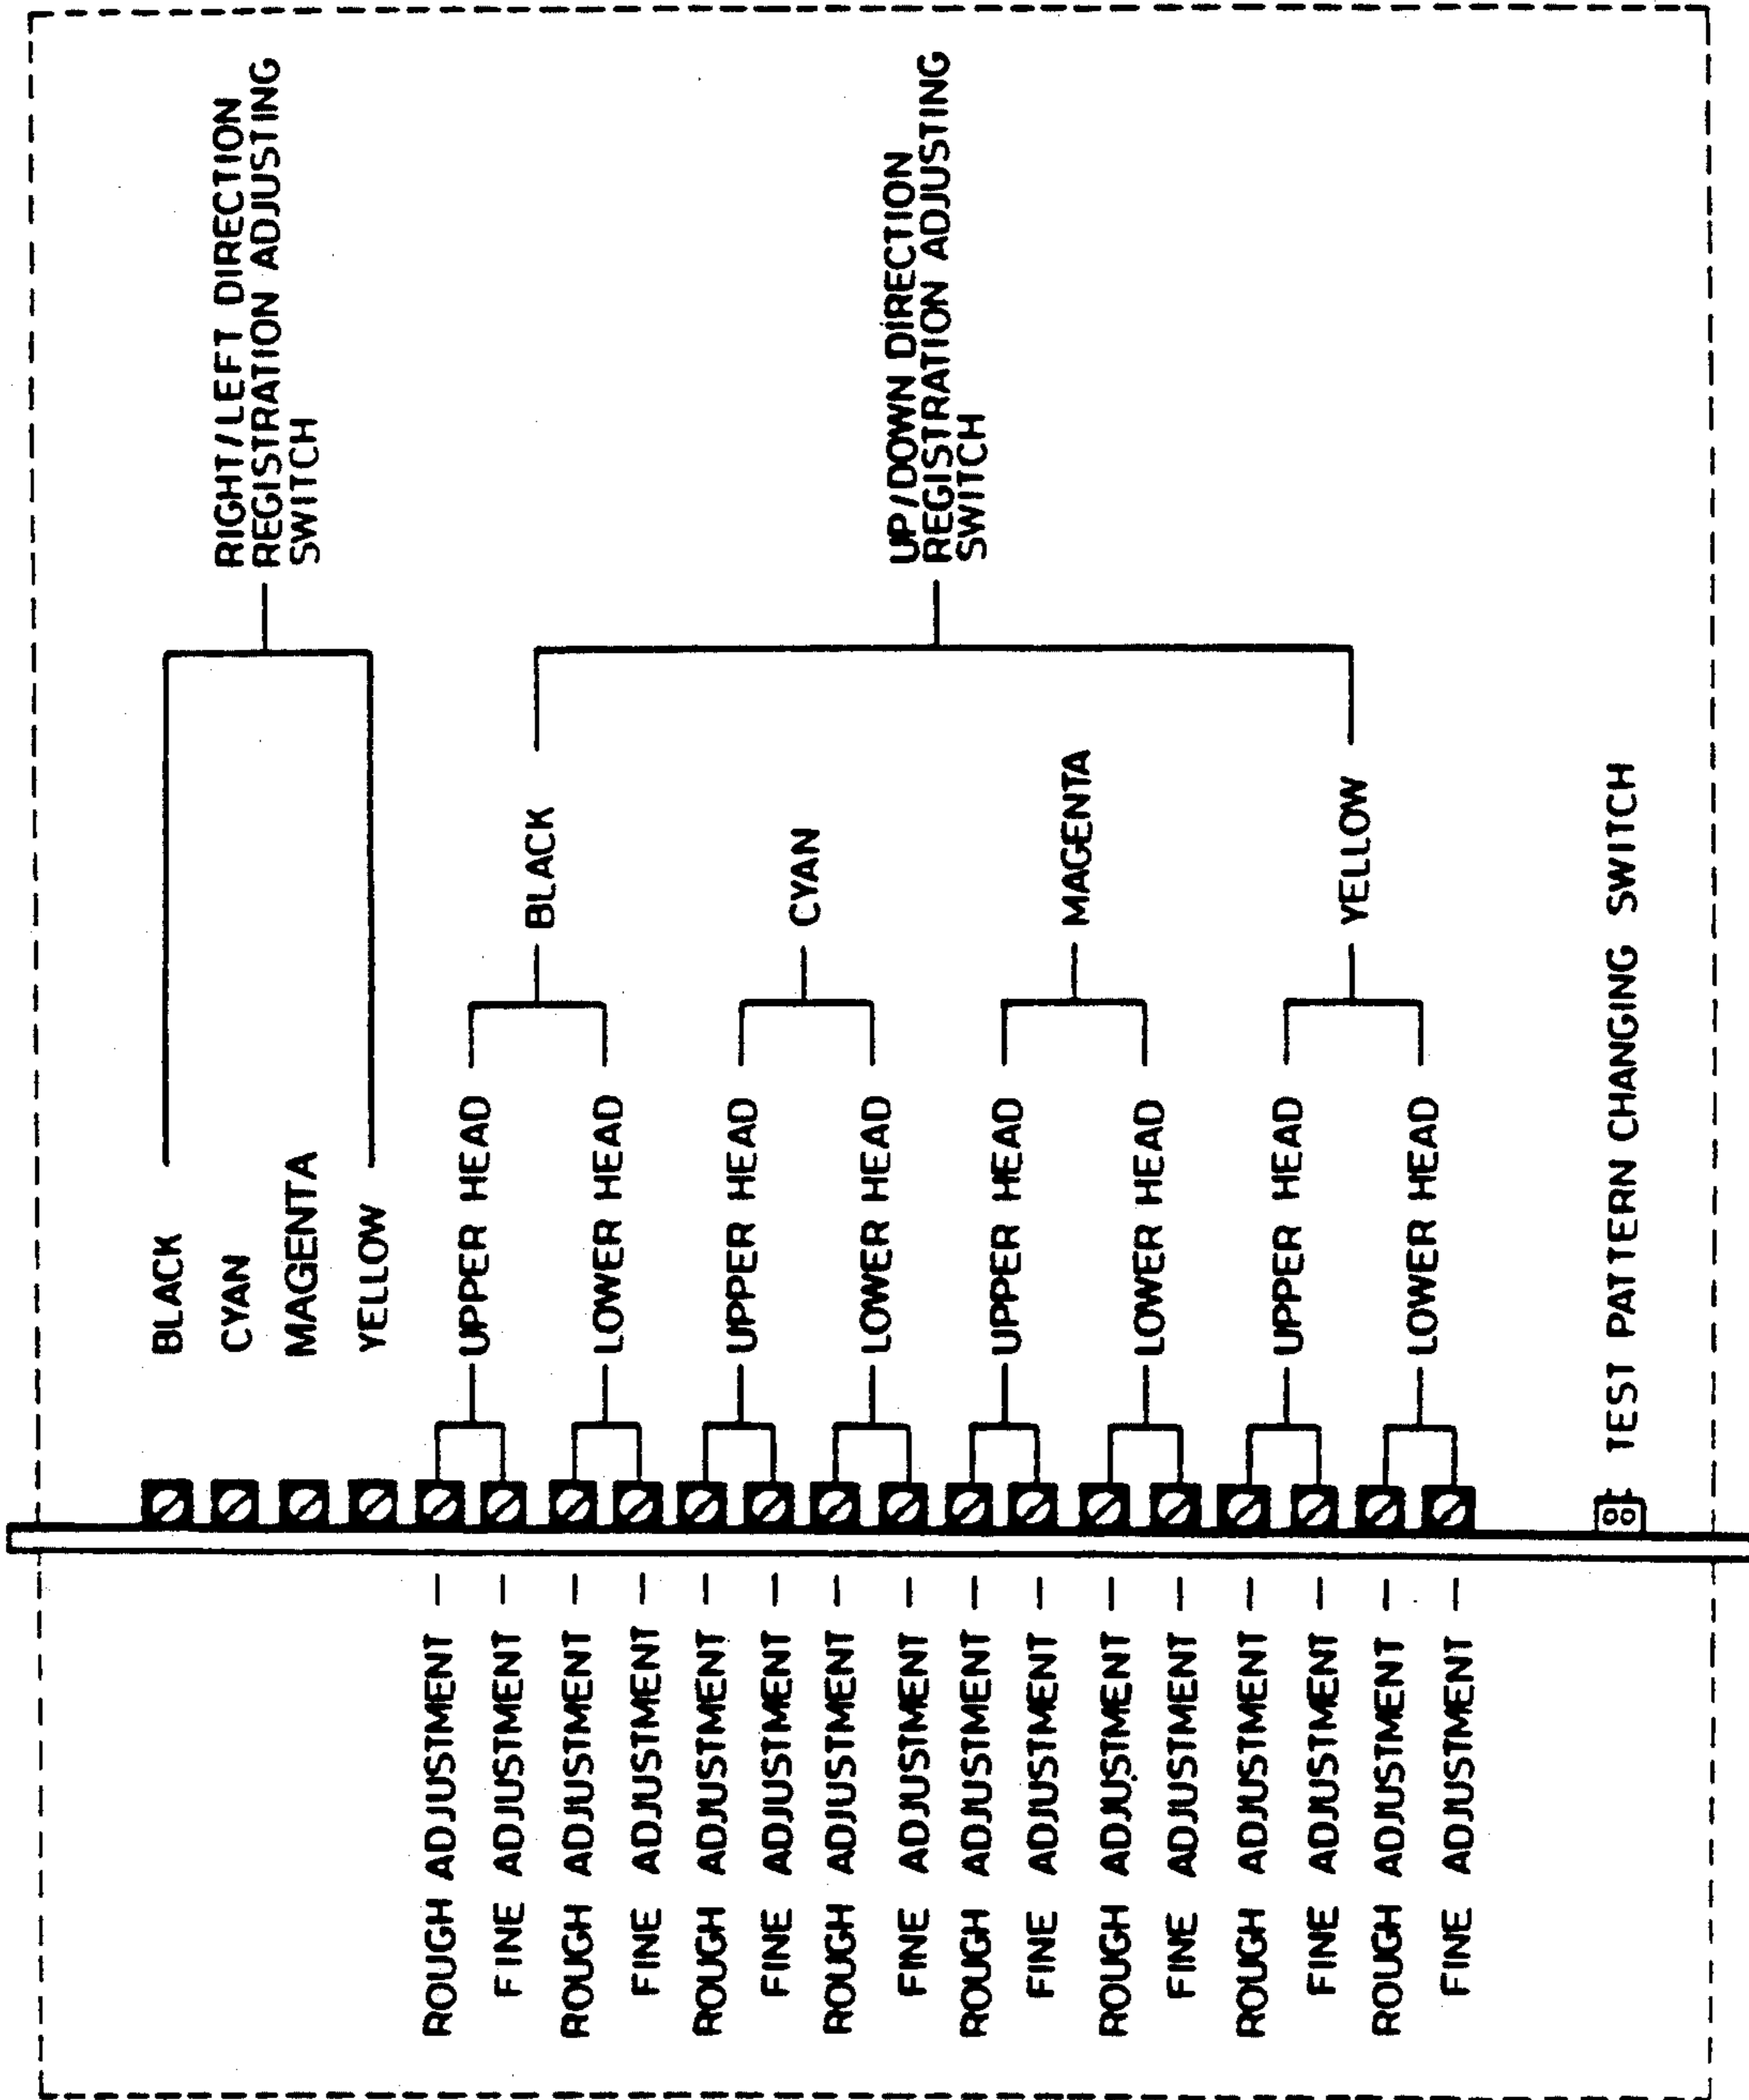 RIGHT/LEFT DIRECTION
REGISTRATION ADJUSTING
SWITCH
UP/DOWN DIRECTION
REGISTRATION ADJUSTING
SWITCH
BLACK
CYAN
MAGENTA
YELLOW
BLACK
CYAN
MAGENTA
YELLOW
UPPER HEAD
LOWER HEAD
UPPER HEAD
LOWER HEAD
UPPER HEAD
LOWER HEAD
UPPER HEAD
LOWER HEAD
TEST PATTERN CHANGING SWITCH
ROUGH ADJUSTMENT
FINE ADJUSTMENT
ROUGH ADJUSTMENT
FINE ADJUSTMENT
ROUGH ADJUSTMENT
FINE ADJUSTMENT
ROUGH ADJUSTMENT
FINE ADJUSTMENT
ROUGH ADJUSTMENT
FINE ADJUSTMENT
ROUGH ADJUSTMENT
FINE ADJUSTMENT
ROUGH ADJUSTMENT
FINE ADJUSTMENT
ROUGH ADJUSTMENT
FINE ADJUSTMENT